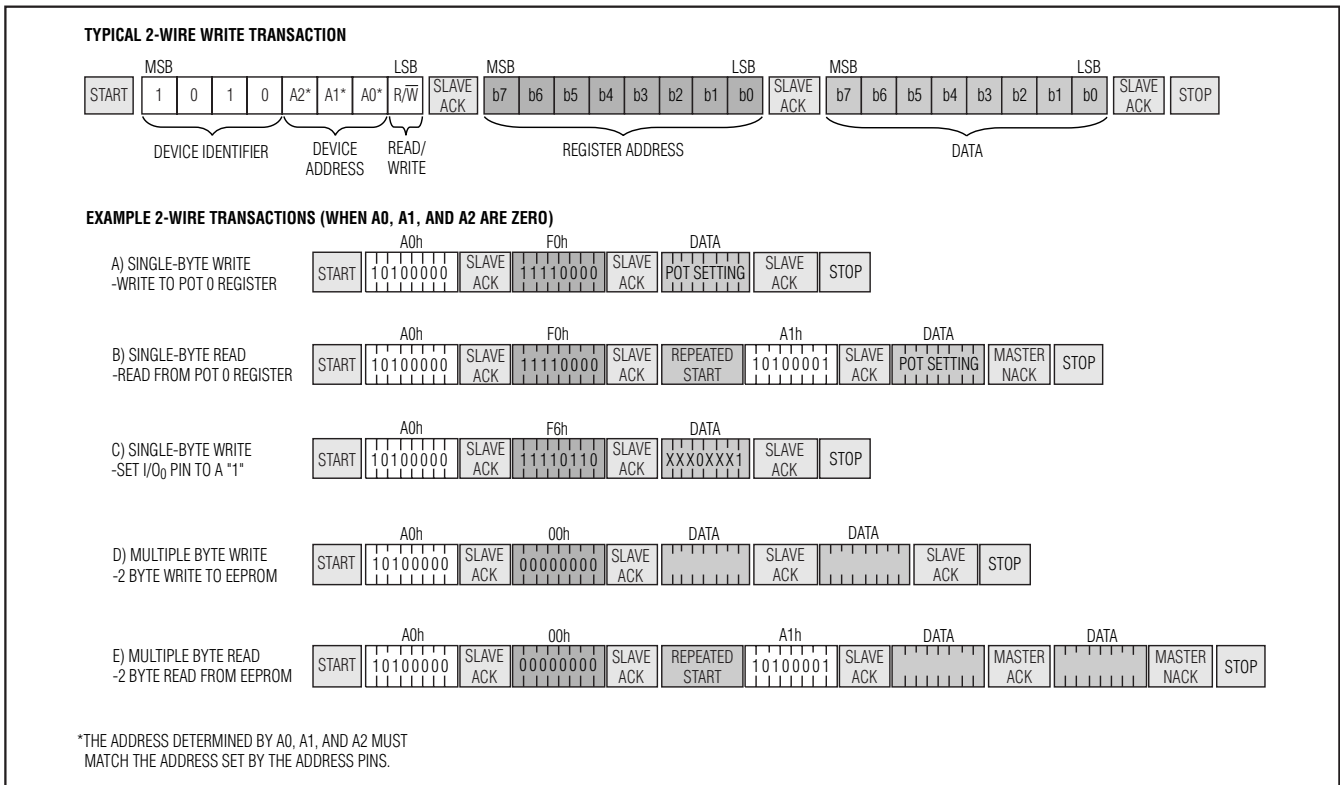 TYPICAL 2-WIRE WRITE TRANSACTION
MSB LSB MSB LSB MSB LSB
START 1 0 1 0 A2* A1* A0* R/W̅ SLAVE ACK b7 b6 b5 b4 b3 b2 b1 b0 SLAVE ACK b7 b6 b5 b4 b3 b2 b1 b0 SLAVE ACK STOP
DEVICE IDENTIFIER DEVICE ADDRESS READ/WRITE REGISTER ADDRESS DATA
EXAMPLE 2-WIRE TRANSACTIONS (WHEN A0, A1, AND A2 ARE ZERO)
A0h F0h DATA
A) SINGLE-BYTE WRITE
-WRITE TO POT 0 REGISTER
START 10100000 SLAVE ACK 11110000 SLAVE ACK POT SETTING SLAVE ACK STOP
A0h F0h A1h DATA
B) SINGLE-BYTE READ
-READ FROM POT 0 REGISTER
START 10100000 SLAVE ACK 11110000 SLAVE ACK REPEATED START 10100001 SLAVE ACK POT SETTING MASTER NACK STOP
A0h F6h DATA
C) SINGLE-BYTE WRITE
-SET I/O0 PIN TO A "1"
START 10100000 SLAVE ACK 11110110 SLAVE ACK XXX0XXX1 SLAVE ACK STOP
A0h 00h DATA DATA
D) MULTIPLE BYTE WRITE
-2 BYTE WRITE TO EEPROM
START 10100000 SLAVE ACK 00000000 SLAVE ACK SLAVE ACK SLAVE ACK STOP
A0h 00h A1h DATA DATA
E) MULTIPLE BYTE READ
-2 BYTE READ FROM EEPROM
START 10100000 SLAVE ACK 00000000 SLAVE ACK REPEATED START 10100001 SLAVE ACK MASTER ACK MASTER NACK STOP
*THE ADDRESS DETERMINED BY A0, A1, AND A2 MUST
MATCH THE ADDRESS SET BY THE ADDRESS PINS.